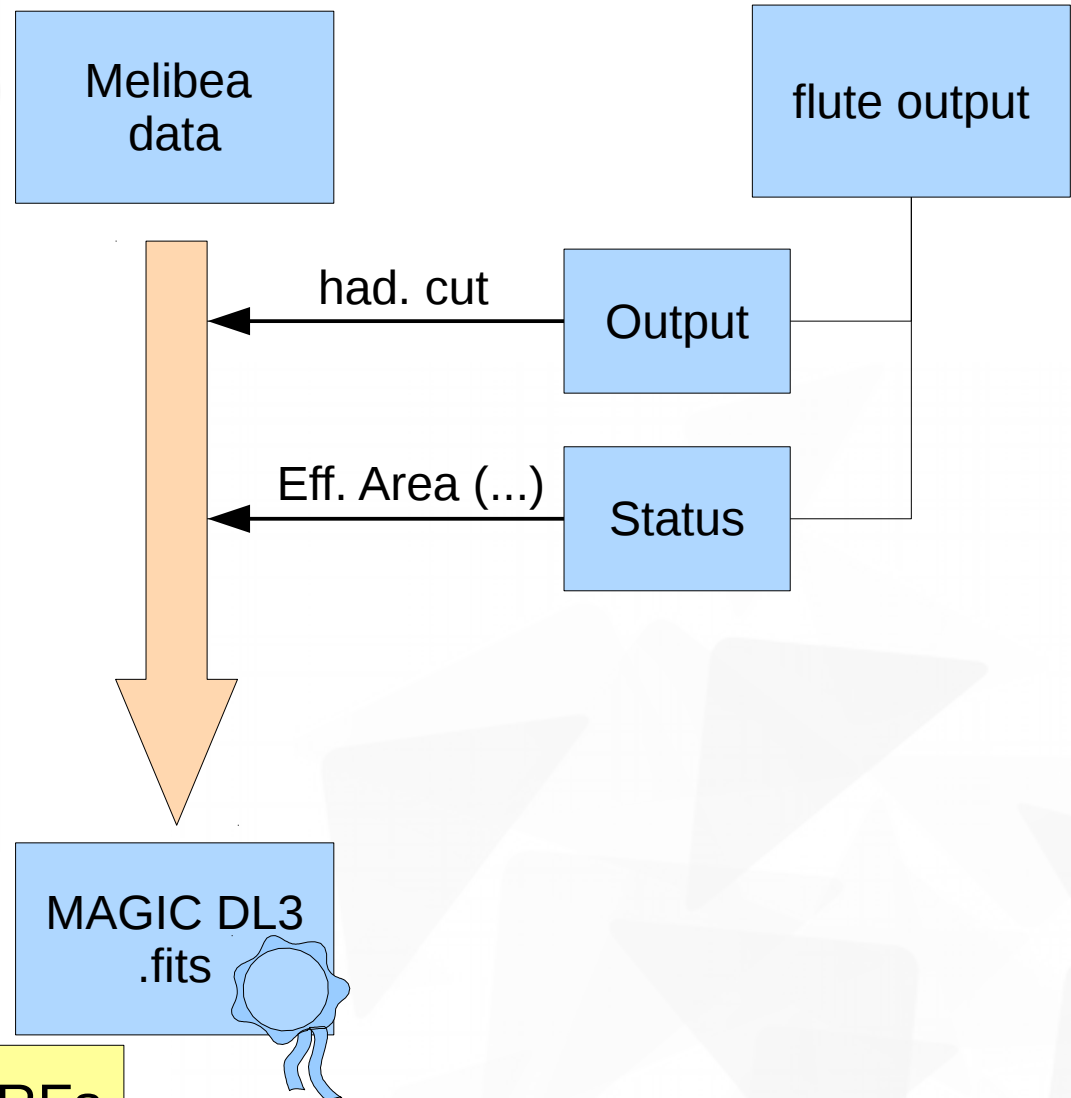 Melibea
data
flute output
had. cut
Output
Eff. Area (...)
Status
MAGIC DL3
.fits